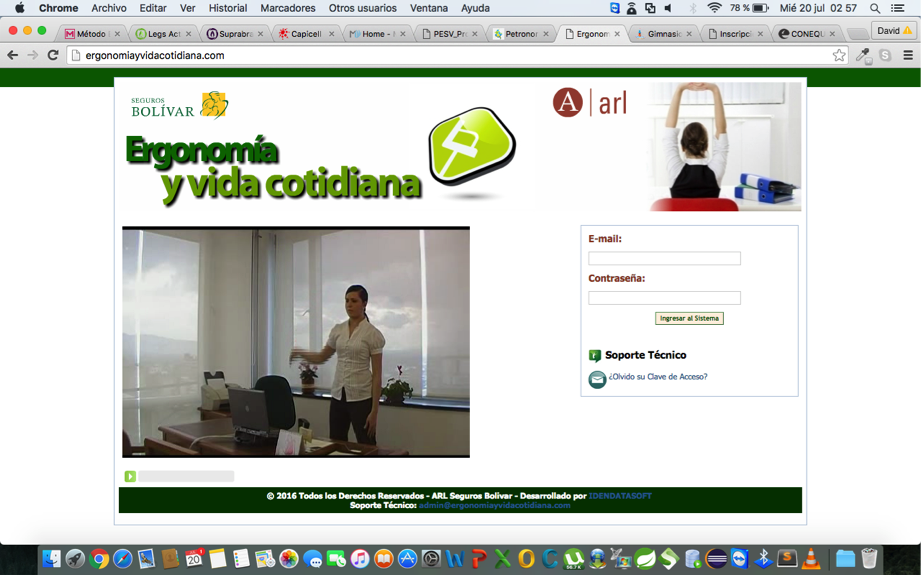 Chrome Archivo Editar Ver Historial Marcadores Otros usuarios Ventana Ayuda 78 % Mié 20 jul 02 57
Método Legs Act Suprabra Capicell Home - PESV_Pr Petronor Ergonom Gimnasi Inscripci CONEQU David
ergonomiayvidacotidiana.com
SEGUROS
BOLÍVAR
A arl
Ergonomía
y vida cotidiana
E-mail:
Contraseña:
Ingresar al Sistema
Soporte Técnico
¿Olvido su Clave de Acceso?
© 2016 Todos los Derechos Reservados - ARL Seguros Bolivar - Desarrollado por IDENDATASOFT
Soporte Técnico: admin@ergonomiayvidacotidiana.com